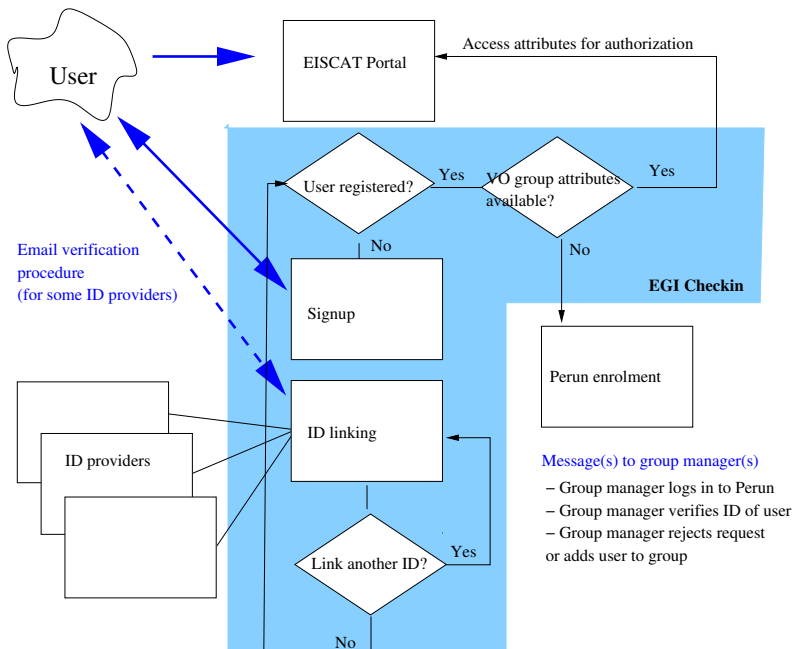 Access attributes for authorization
EISCAT Portal
User
User registered?
Yes
VO group attributes
available?
Yes
No
No
Email verification
procedure
(for some ID providers)
EGI Checkin
Signup
Perun enrolment
ID linking
ID providers
Message(s) to group manager(s)
– Group manager logs in to Perun
– Group manager verifies ID of user
– Group manager rejects request
or adds user to group
Link another ID?
Yes
No